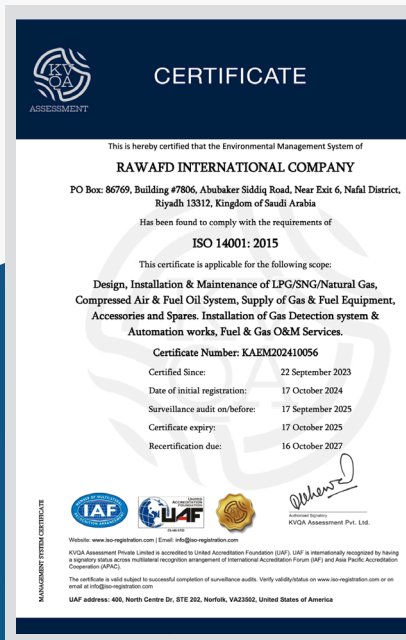 KV
QA
ASSESSMENT
CERTIFICATE
This is hereby certified that the Environmental Management System of
RAWAFD INTERNATIONAL COMPANY
PO Box: 86769, Building #7806, Abubaker Siddiq Road, Near Exit 6, Nafal District,
Riyadh 13312, Kingdom of Saudi Arabia
Has been found to comply with the requirements of
ISO 14001: 2015
This certificate is applicable for the following scope:
Design, Installation & Maintenance of LPG/SNG/Natural Gas,
Compressed Air & Fuel Oil System, Supply of Gas & Fuel Equipment,
Accessories and Spares. Installation of Gas Detection system &
Automation works, Fuel & Gas O&M Services.
Certificate Number: KAEM202410056
Certified Since: 22 September 2023
Date of initial registration: 17 October 2024
Surveillance audit on/before: 17 September 2025
Certificate expiry: 17 October 2025
Recertification due: 16 October 2027
MANAGEMENT SYSTEM CERTIFICATE
IAF
UNITED
ACCREDITATION
FOUNDATION
UAF
Authorised Signatory
KVQA Assessment Pvt. Ltd.
Website: www.iso-registration.com | Email: info@iso-registration.com
KVQA Assessment Private Limited is accredited to United Accreditation Foundation (UAF). UAF is internationally recognized by having
a signatory status across multilateral recognition arrangement of International Accreditation Forum (IAF) and Asia Pacific Accreditation
Cooperation (APAC).
The certificate is valid subject to successful completion of surveillance audits. Verify validity/status on www.iso-registration.com or on
email at info@iso-registration.com
UAF address: 400, North Centre Dr, STE 202, Norfolk, VA23502, United States of America